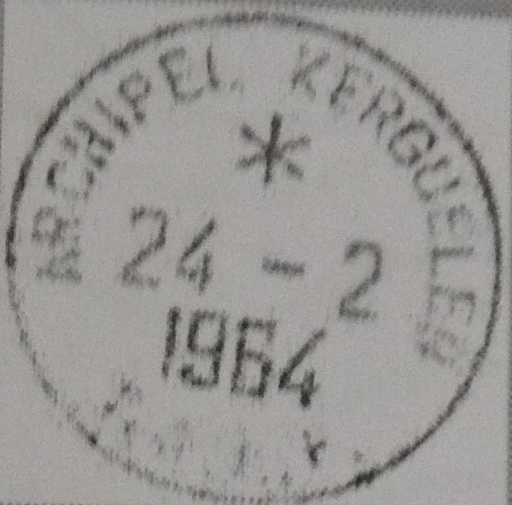 ARCHIPEL KERGUELEN
*
24 - 2
1964